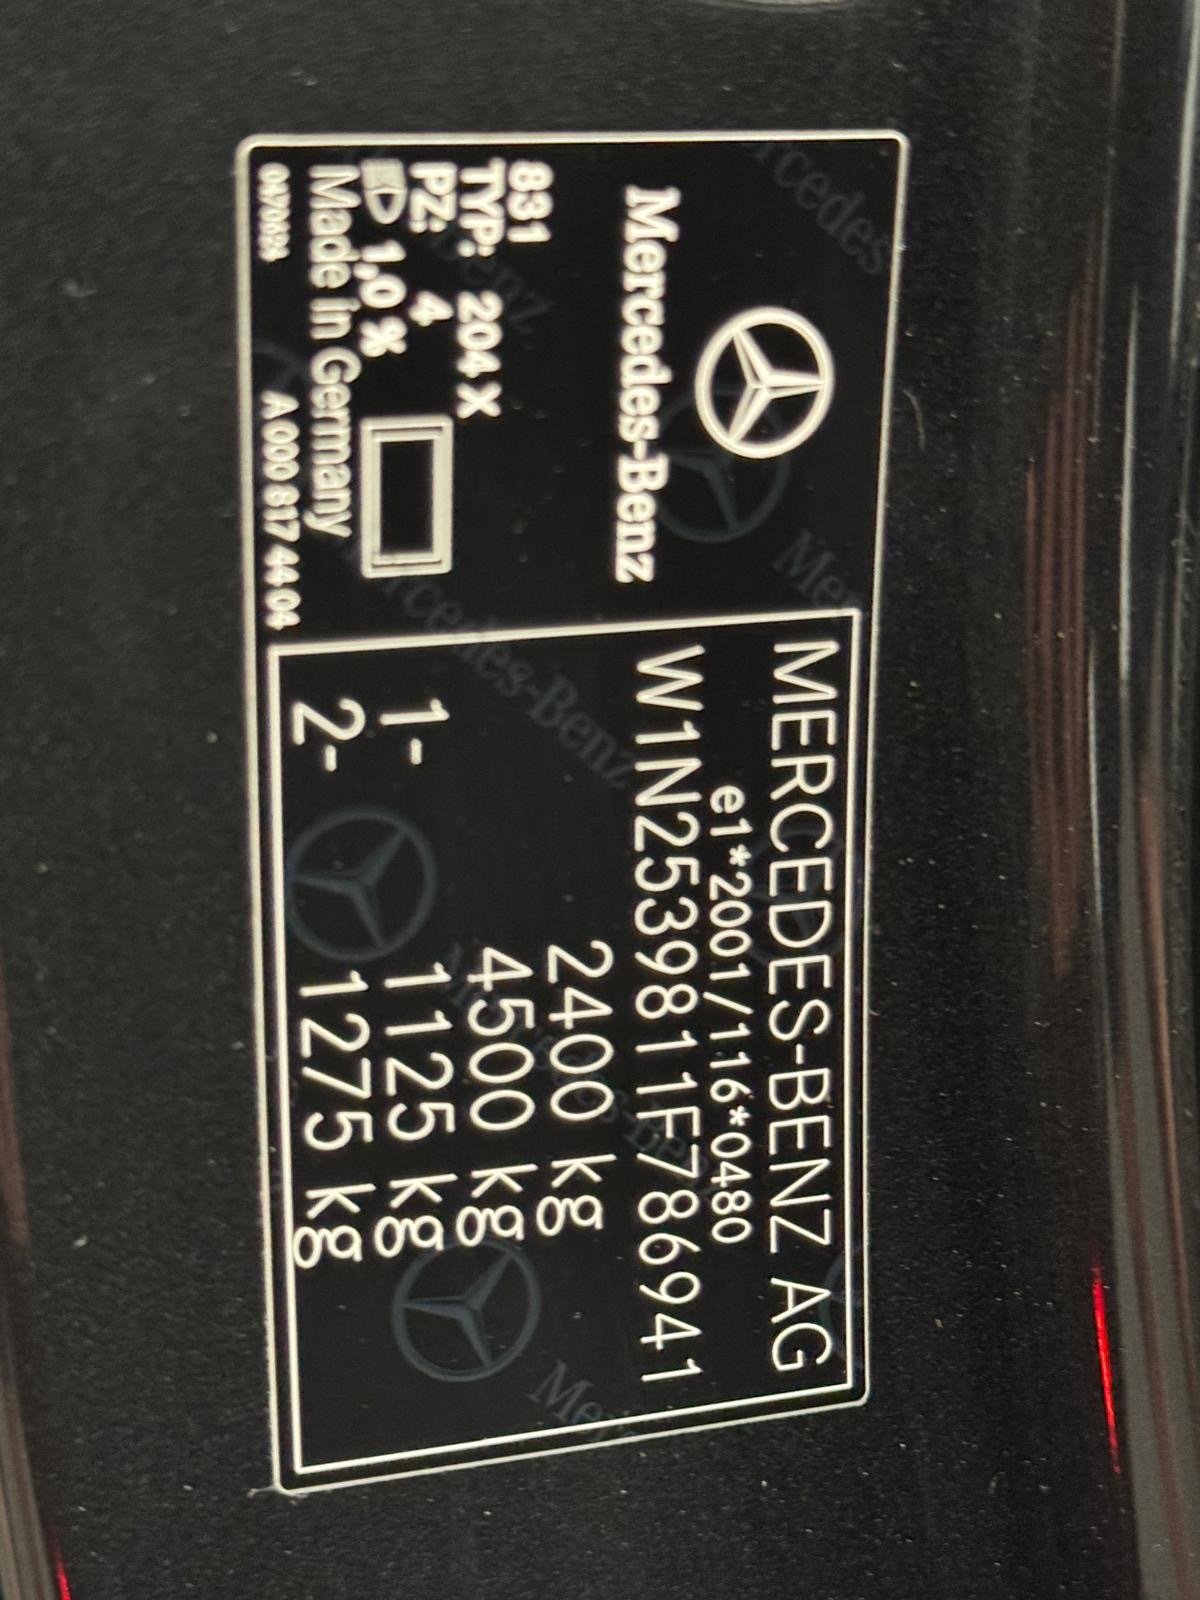 Mercedes-Benz
831
TYP: 204 X
PZ: 4
1,0 %
Made in Germany
A 000 817 44 04
MERCEDES-BENZ AG
e1*2001/116*0480
W1N2539811F786941
2400 kg
4500 kg
1- 1125 kg
2- 1275 kg